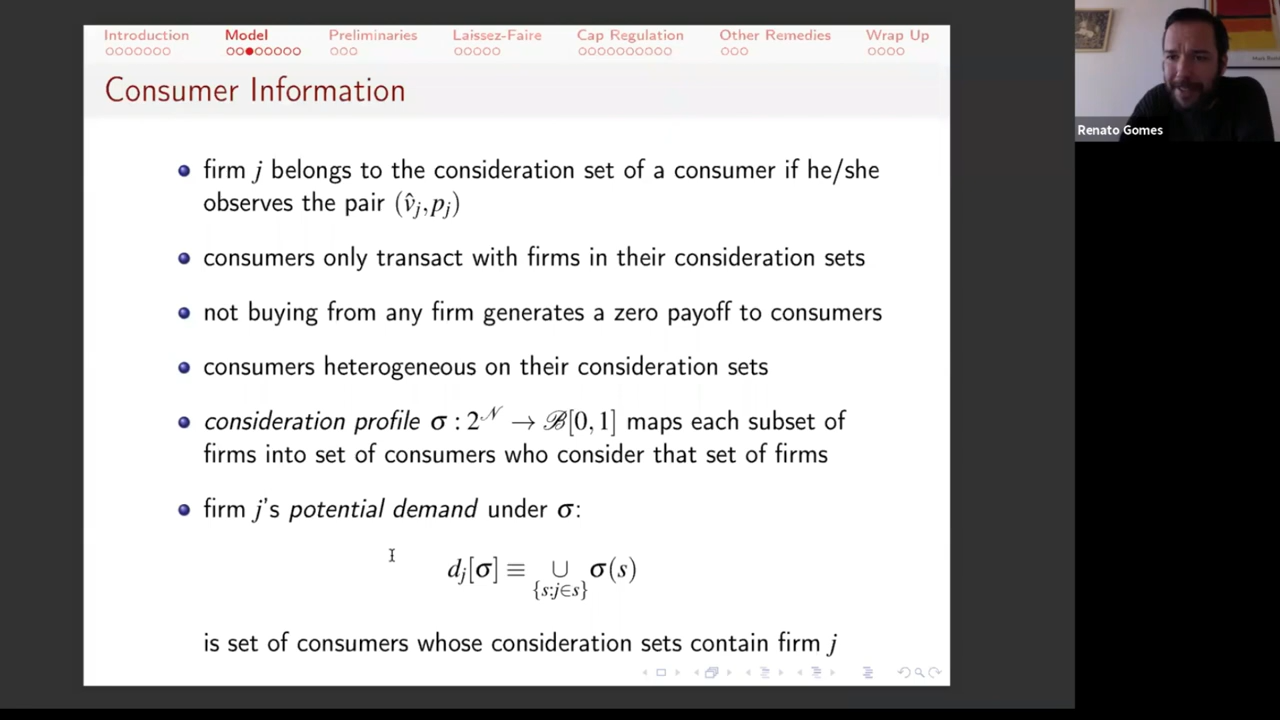 Introduction Model Preliminaries Laissez-Faire Cap Regulation Other Remedies Wrap Up
Consumer Information
firm j belongs to the consideration set of a consumer if he/she
observes the pair (v̂ⱼ, pⱼ)
consumers only transact with firms in their consideration sets
not buying from any firm generates a zero payoff to consumers
consumers heterogeneous on their consideration sets
consideration profile σ : 2^𝒩 → ℬ[0, 1] maps each subset of
firms into set of consumers who consider that set of firms
firm j's potential demand under σ:
dⱼ[σ] ≡ ∪ σ(s)
{s:j∈s}
is set of consumers whose consideration sets contain firm j
Renato Gomes